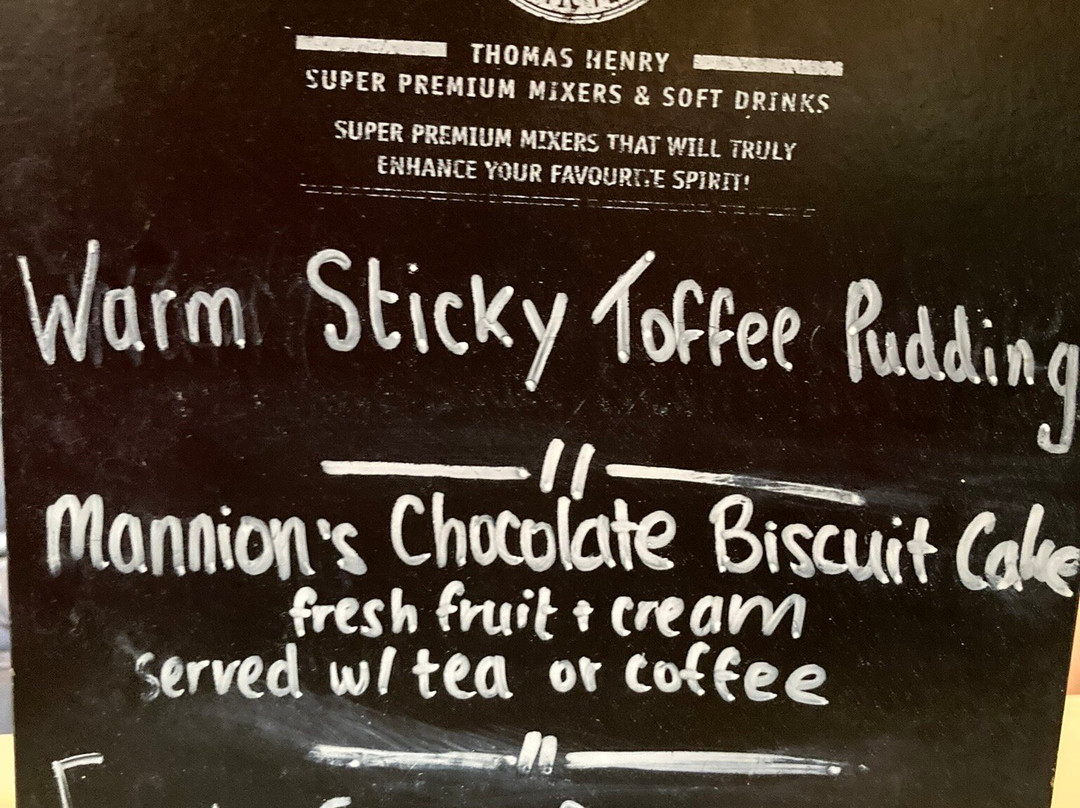 THOMAS HENRY
SUPER PREMIUM MIXERS & SOFT DRINKS
SUPER PREMIUM MIXERS THAT WILL TRULY
ENHANCE YOUR FAVOURITE SPIRIT!
Warm Sticky Toffee Pudding
Mannion's Chocolate Biscuit Cake
fresh fruit + cream
served w/ tea or coffee